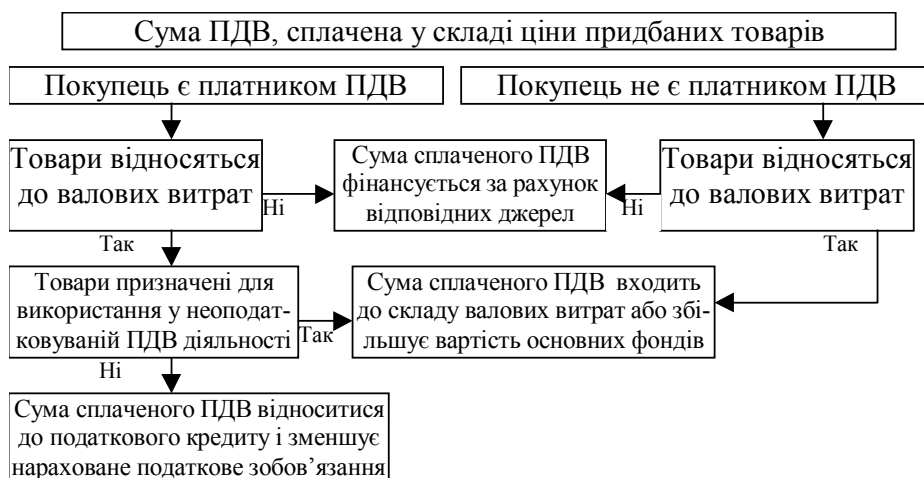 Сума ПДВ, сплачена у складі ціни придбаних товарів
Покупець є платником ПДВ
Покупець не є платником ПДВ
Товари відносяться
до валових витрат
Ні
Сума сплаченого ПДВ
фінансується за рахунок
відповідних джерел
Ні
Товари відносяться
до валових витрат
Так
Так
Товари призначені для
використання у неоподат-
ковуваній ПДВ діяльності
Так
Сума сплаченого ПДВ входить
до складу валових витрат або збі-
льшує вартість основних фондів
Ні
Сума сплаченого ПДВ відноситися
до податкового кредиту і зменшує
нараховане податкове зобов’язання